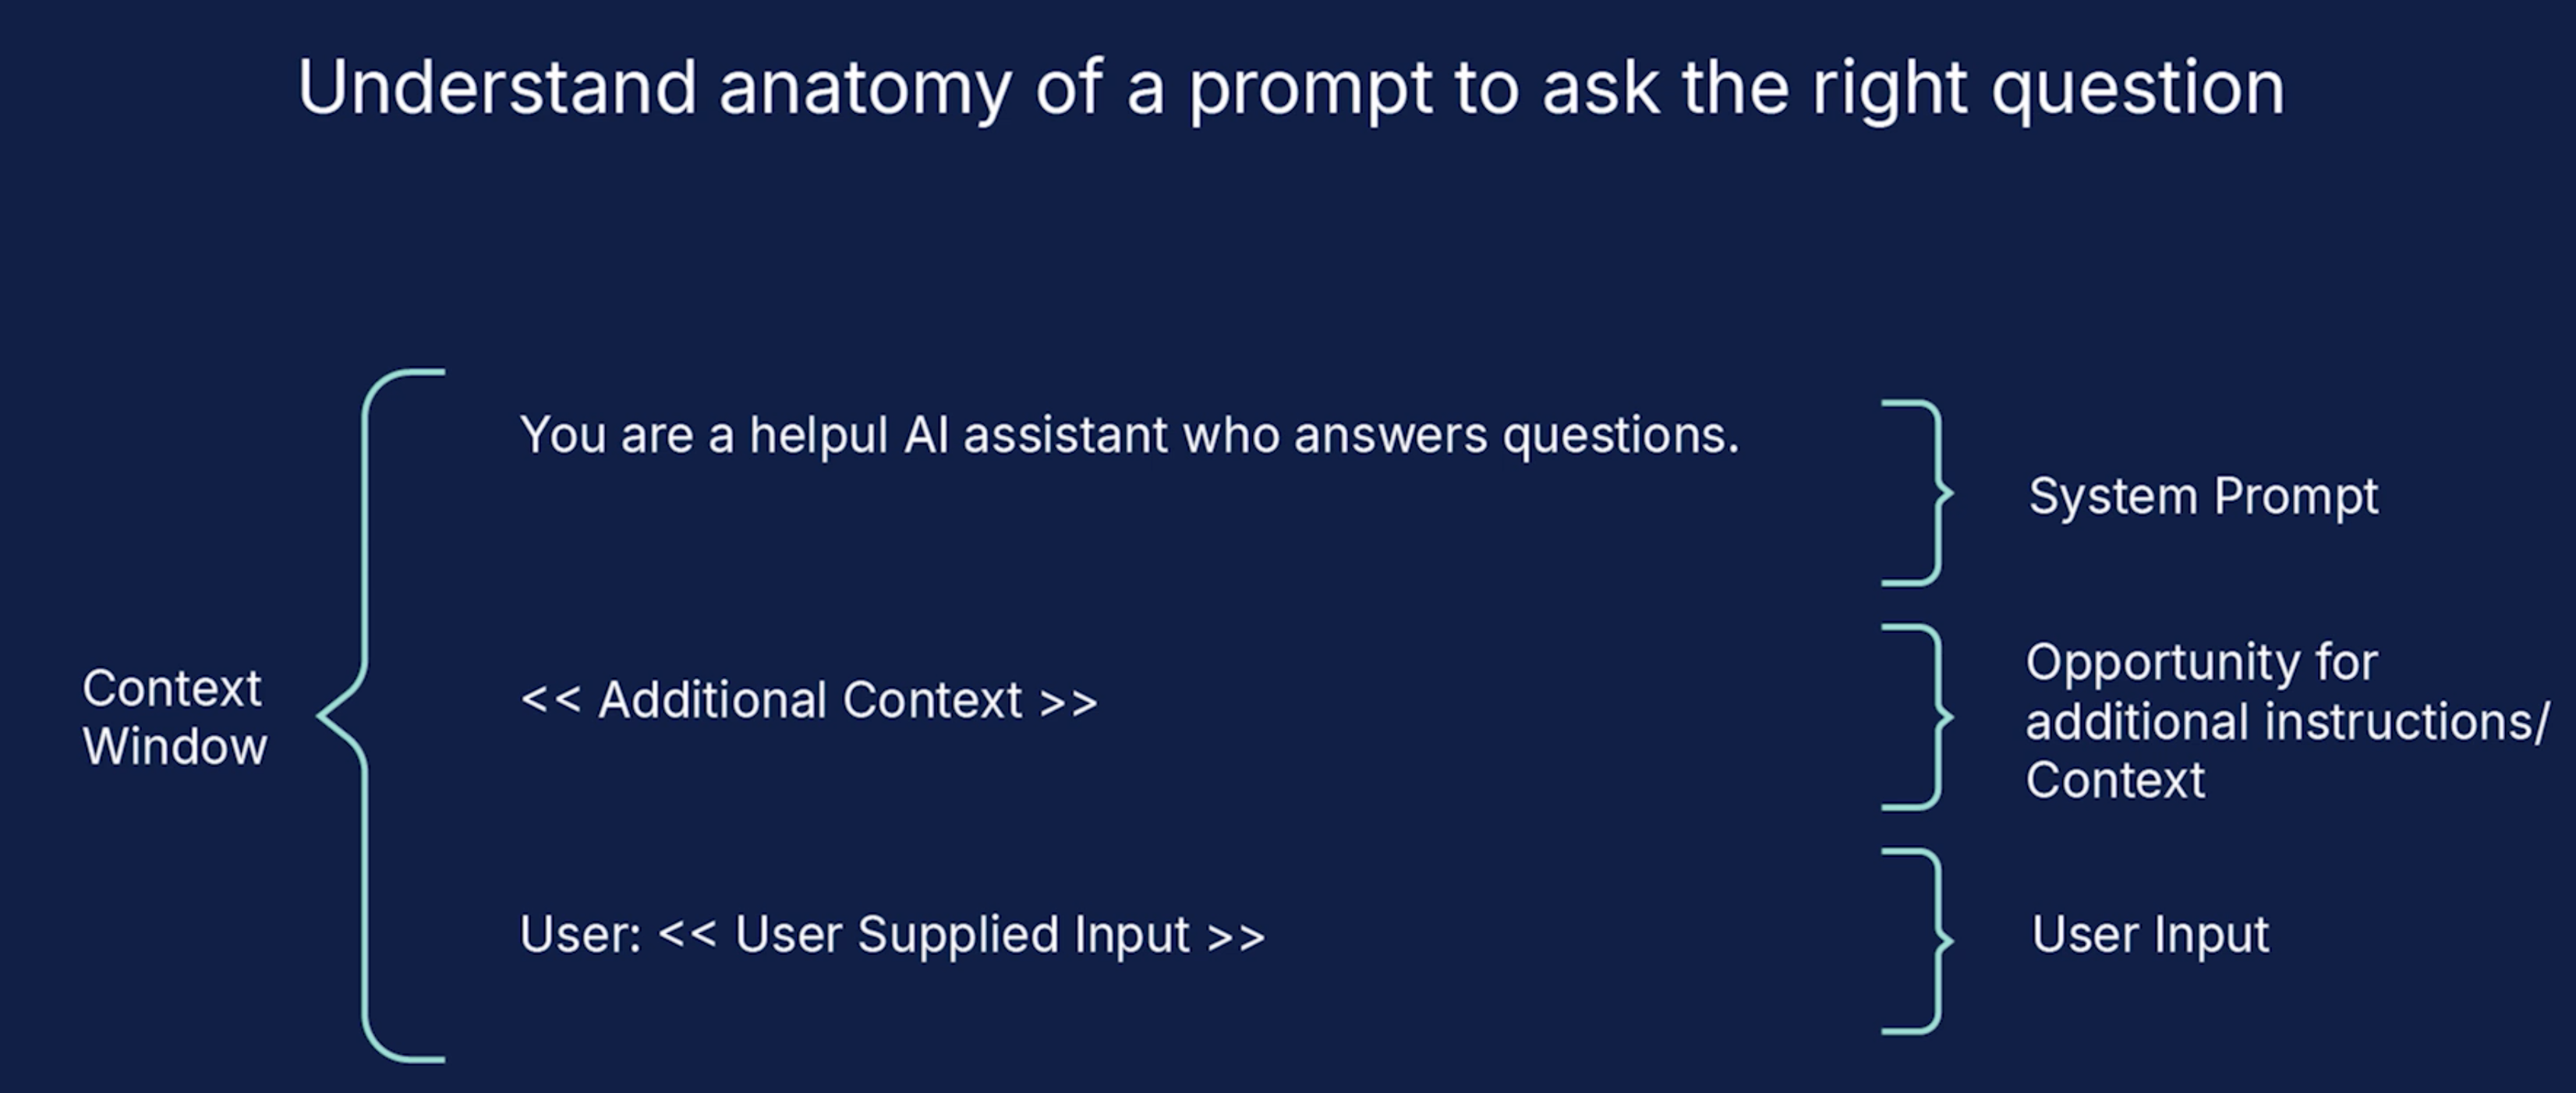 Understand anatomy of a prompt to ask the right question
You are a helpul AI assistant who answers questions.
System Prompt
Context
Window
<< Additional Context >>
Opportunity for
additional instructions/
Context
User: << User Supplied Input >>
User Input